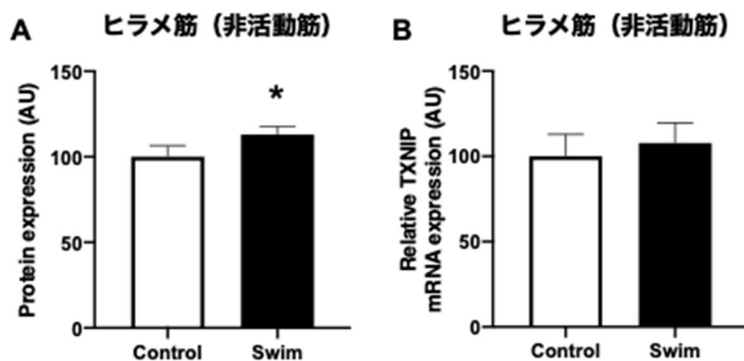 A ヒラメ筋（非活動筋）
Protein expression (AU)
150
100
50
0
*
Control Swim
B ヒラメ筋（非活動筋）
Relative TXNIP
mRNA expression (AU)
150
100
50
0
Control Swim